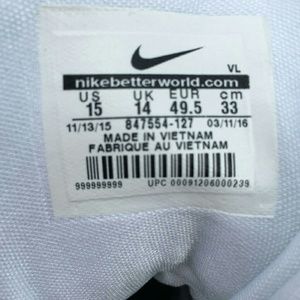 VL
nikebetterworld.com
US UK EUR cm
15 14 49.5 33
11/13/15 847554-127 03/11/16
MADE IN VIETNAM
FABRIQUE AU VIETNAM
999999999 UPC 00091206000239